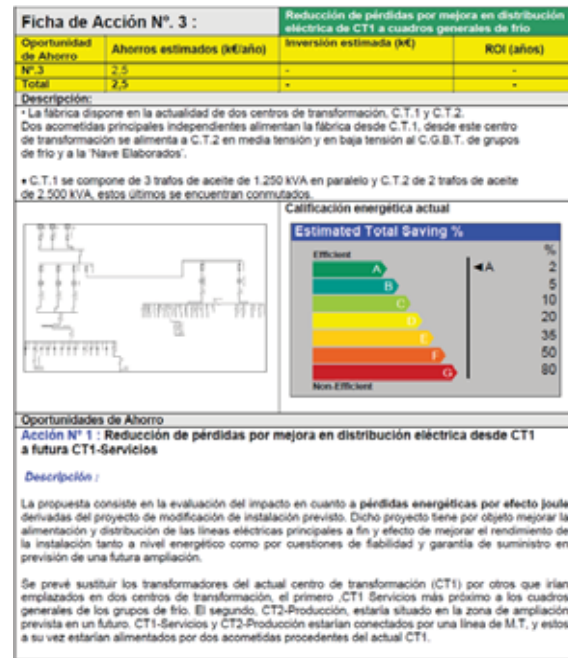 Ficha de Acción Nº. 3 :
Reducción de pérdidas por mejora en distribución
eléctrica de CT1 a cuadros generales de frio
Oportunidad
de Ahorro
Ahorros estimados (k€/año)
Inversión estimada (k€)
ROI (años)
Nº.3
2,5
-
-
Total
2,5
-
-
Descripción:
• La fábrica dispone en la actualidad de dos centros de transformación, C.T.1 y C.T.2.
Dos acometidas principales independientes alimentan la fábrica desde C.T.1, desde este centro
de transformación se alimenta a C.T.2 en media tensión y en baja tensión al C.G.B.T. de grupos
de frío y a la 'Nave Elaborados'.
• C.T.1 se compone de 3 trafos de aceite de 1.250 kVA en paralelo y C.T.2 de 2 trafos de aceite
de 2.500 kVA, estos últimos se encuentran conmutados.
Calificación energética actual
Estimated Total Saving %
Efficient
%
A
◄A
2
B
5
C
10
D
20
E
35
F
50
G
80
Non-Efficient
Oportunidades de Ahorro
Acción Nº 1 : Reducción de pérdidas por mejora en distribución eléctrica desde CT1
a futura CT1-Servicios
Descripción :
La propuesta consiste en la evaluación del impacto en cuanto a pérdidas energéticas por efecto joule
derivadas del proyecto de modificación de instalación previsto. Dicho proyecto tiene por objeto mejorar la
alimentación y distribución de las líneas eléctricas principales a fin y efecto de mejorar el rendimiento de
la instalación tanto a nivel energético como por cuestiones de fiabilidad y garantía de suministro en
previsión de una futura ampliación.
Se prevé sustituir los transformadores del actual centro de transformación (CT1) por otros que irían
emplazados en dos centros de transformación, el primero ,CT1 Servicios más próximo a los cuadros
generales de los grupos de frío. El segundo, CT2-Producción, estaría situado en la zona de ampliación
prevista en un futuro. CT1-Servicios y CT2-Producción estarían conectados por una línea de M.T, y estos
a su vez estarían alimentados por dos acometidas procedentes del actual CT1.